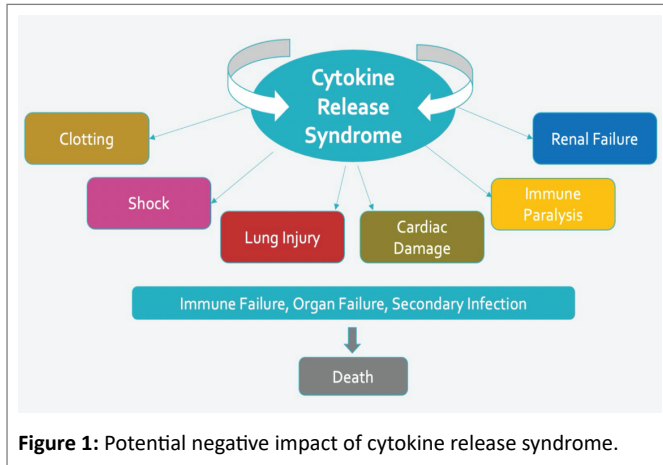 Cytokine
Release
Syndrome
Clotting
Renal Failure
Shock
Immune
Paralysis
Lung Injury
Cardiac
Damage
Immune Failure, Organ Failure, Secondary Infection
Death
Figure 1: Potential negative impact of cytokine release syndrome.